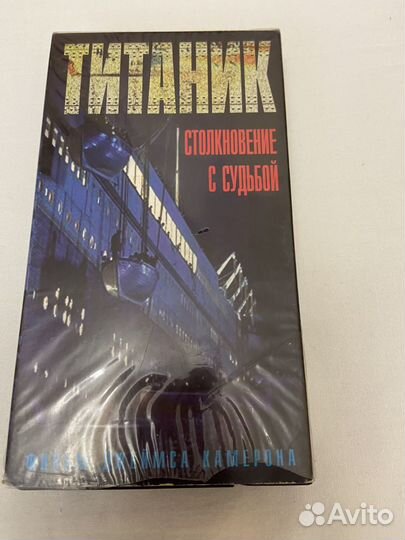 ТИТАНИК
СТОЛКНОВЕНИЕ
С СУДЬБОЙ
ФИЛЬМ ДЖЕЙМСА КАМЕРОНА
Avito